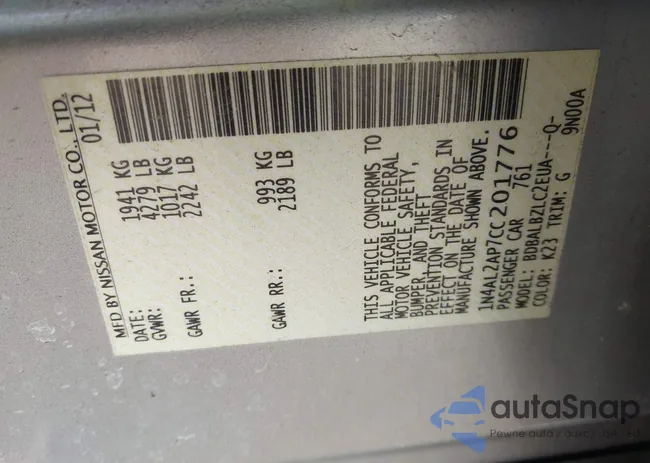 MFD BY NISSAN MOTOR CO., LTD.
DATE: 01/12
GVWR: 1941 KG
4279 LB
GAWR FR.: 1017 KG
2242 LB
GAWR RR.: 993 KG
2189 LB
THIS VEHICLE CONFORMS TO
ALL APPLICABLE FEDERAL
MOTOR VEHICLE SAFETY,
BUMPER, AND THEFT
PREVENTION STANDARDS IN
EFFECT ON THE DATE OF
MANUFACTURE SHOWN ABOVE.
1N4AL2AP7CC201776
PASSENGER CAR 761
MODEL: BDBALBZLC2EUA---Q-
COLOR: K23 TRIM: G 9N00A
autaSnap
Pewne auta z aukcji